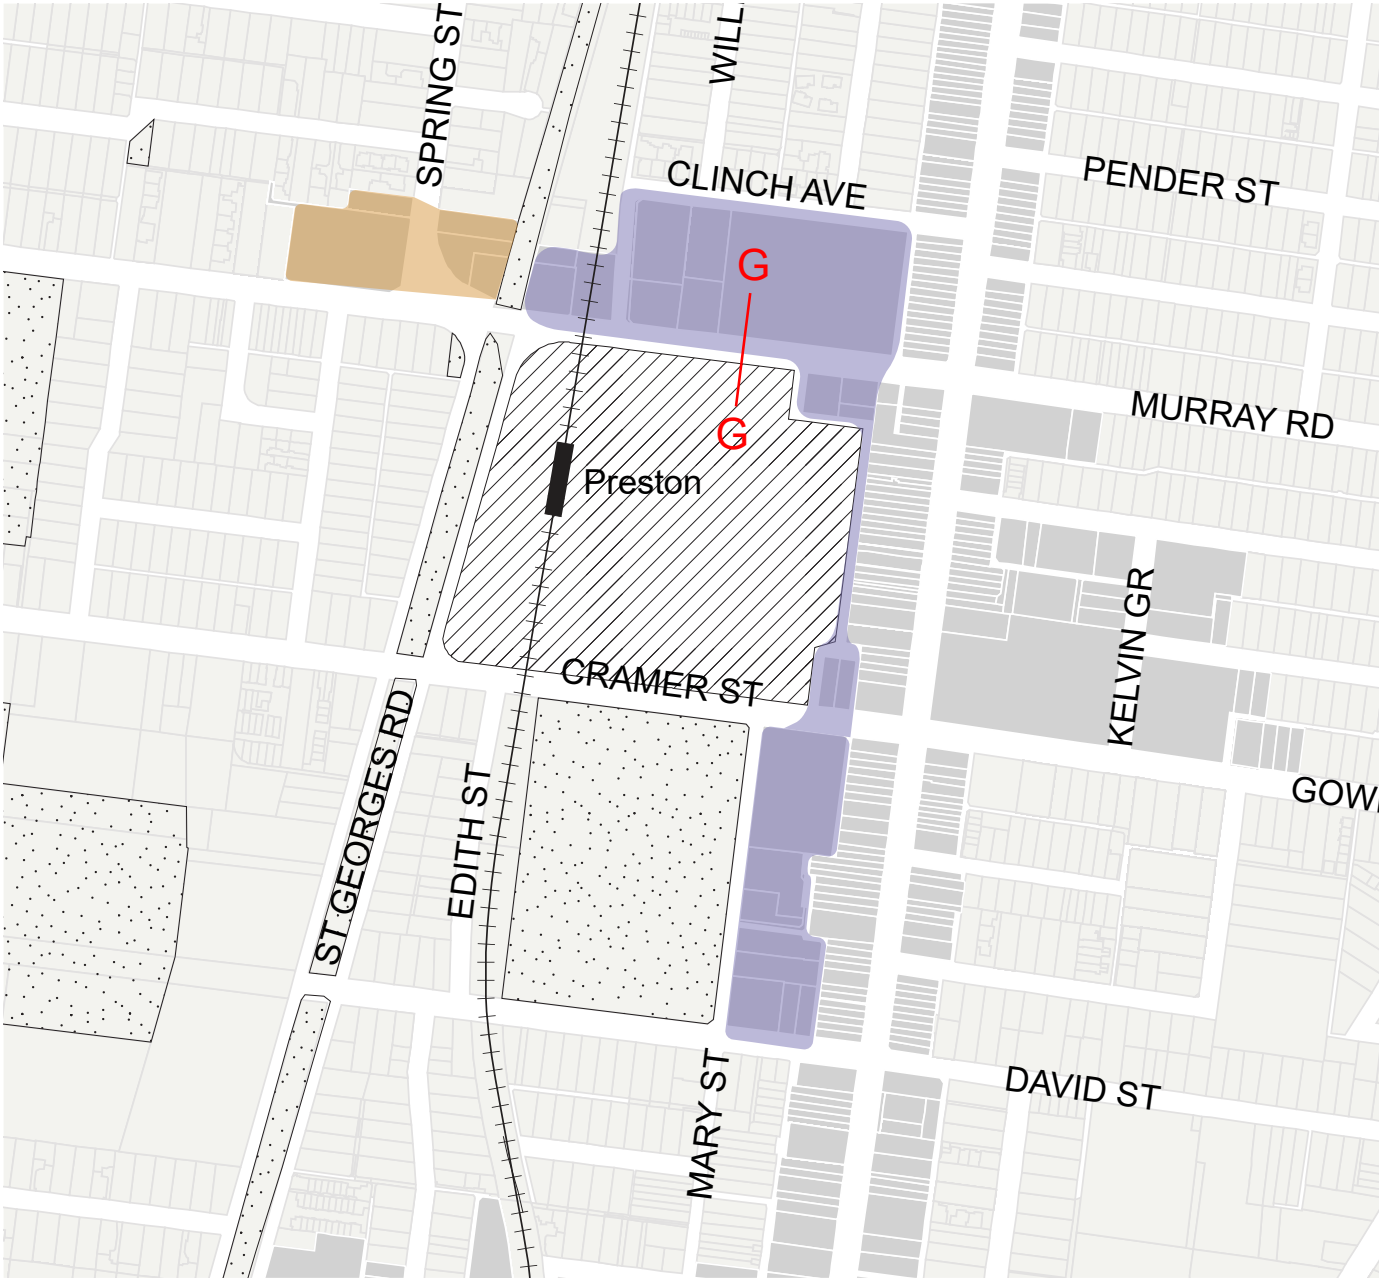 SPRING ST
WILL
CLINCH AVE
PENDER ST
G
MURRAY RD
G
Preston
KELVIN GR
CRAMER ST
ST GEORGES RD
EDITH ST
GOW
DAVID ST
MARY ST